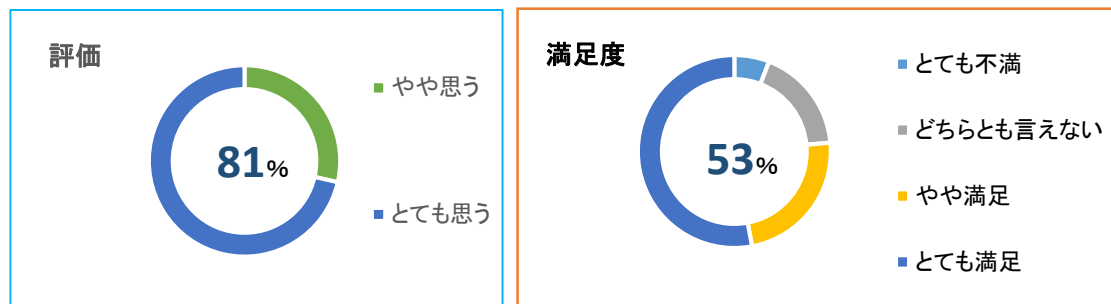 評価
やや思う
81%
とても思う
満足度
とても不満
どちらとも言えない
53%
やや満足
とても満足